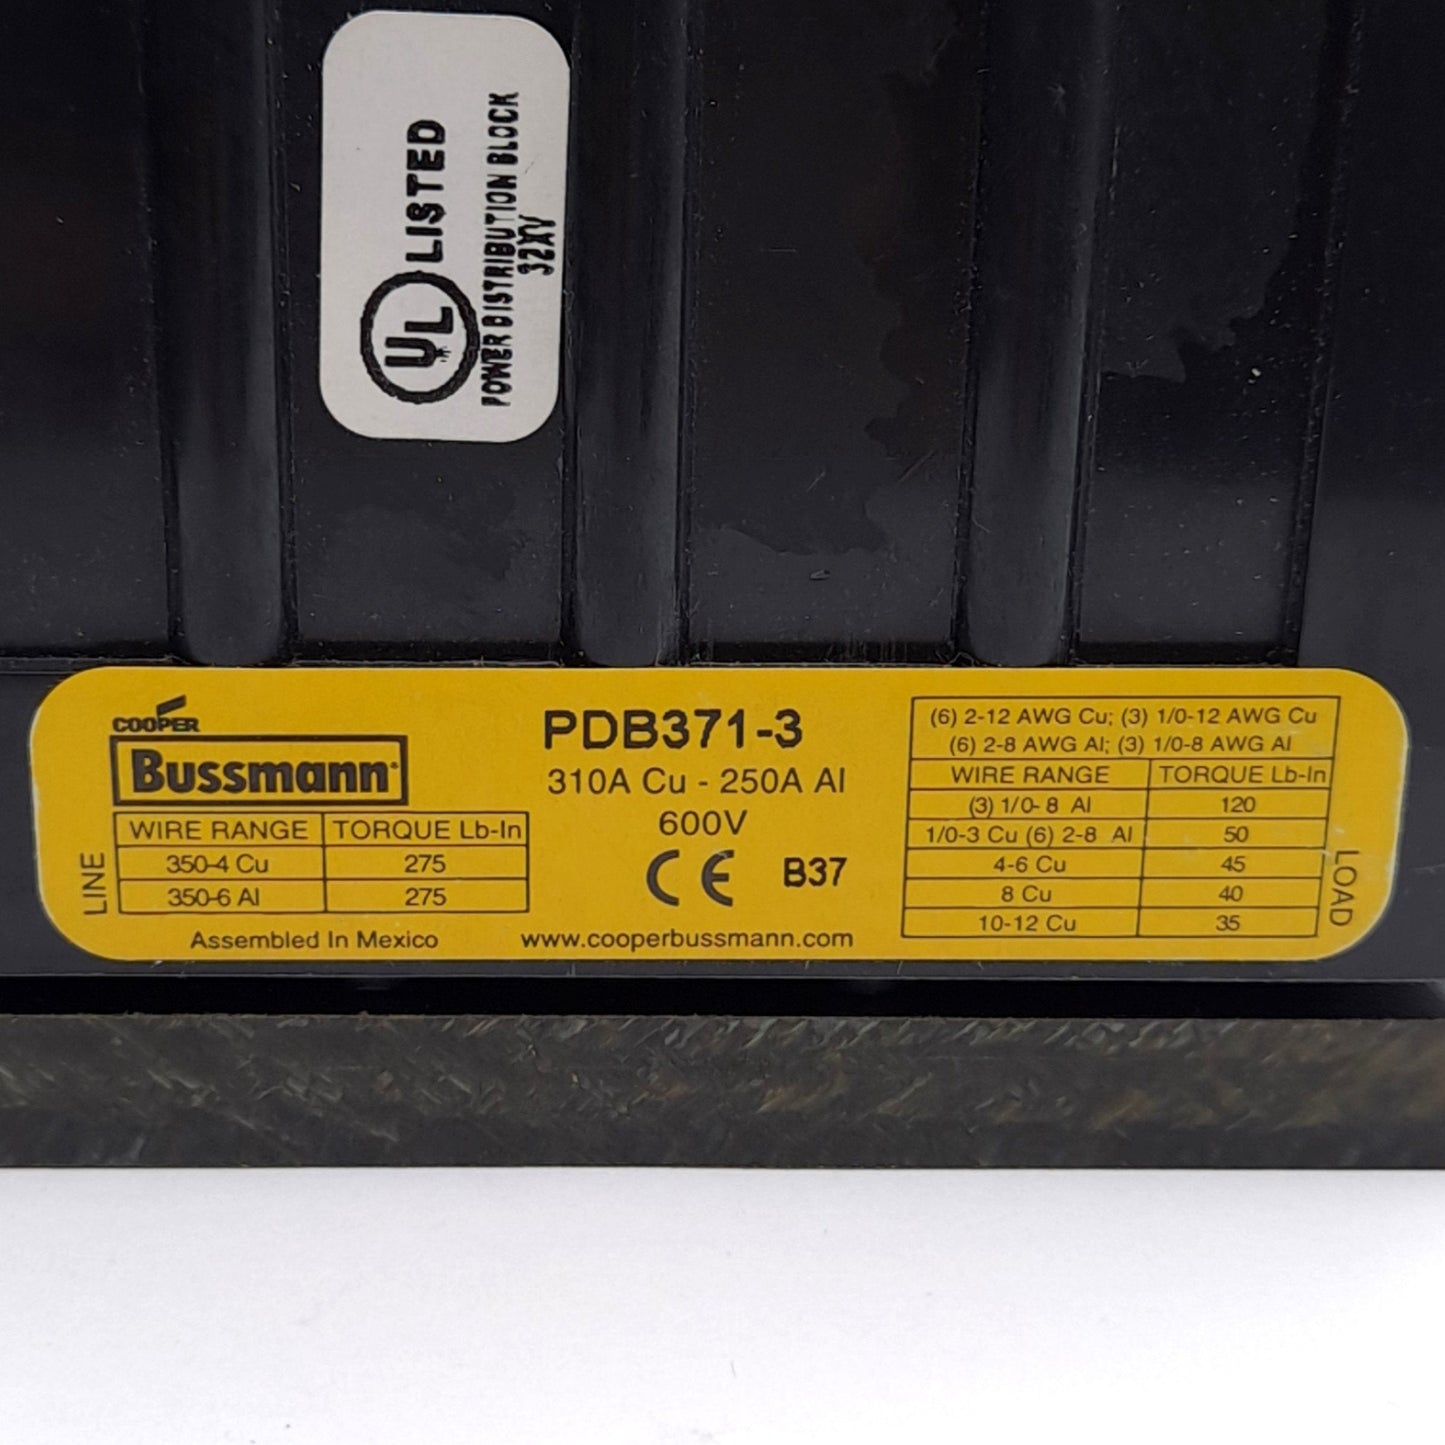 UL LISTED
POWER DISTRIBUTION BLOCK
32XV
COOPER
Bussmann®
LINE
WIRE RANGE TORQUE Lb-In
350-4 Cu 275
350-6 Al 275
Assembled In Mexico
PDB371-3
310A Cu - 250A Al
600V
CE B37
www.cooperbussmann.com
(6) 2-12 AWG Cu; (3) 1/0-12 AWG Cu
(6) 2-8 AWG Al; (3) 1/0-8 AWG Al
WIRE RANGE TORQUE Lb-In
(3) 1/0- 8 Al 120
1/0-3 Cu (6) 2-8 Al 50
4-6 Cu 45
8 Cu 40
10-12 Cu 35
LOAD